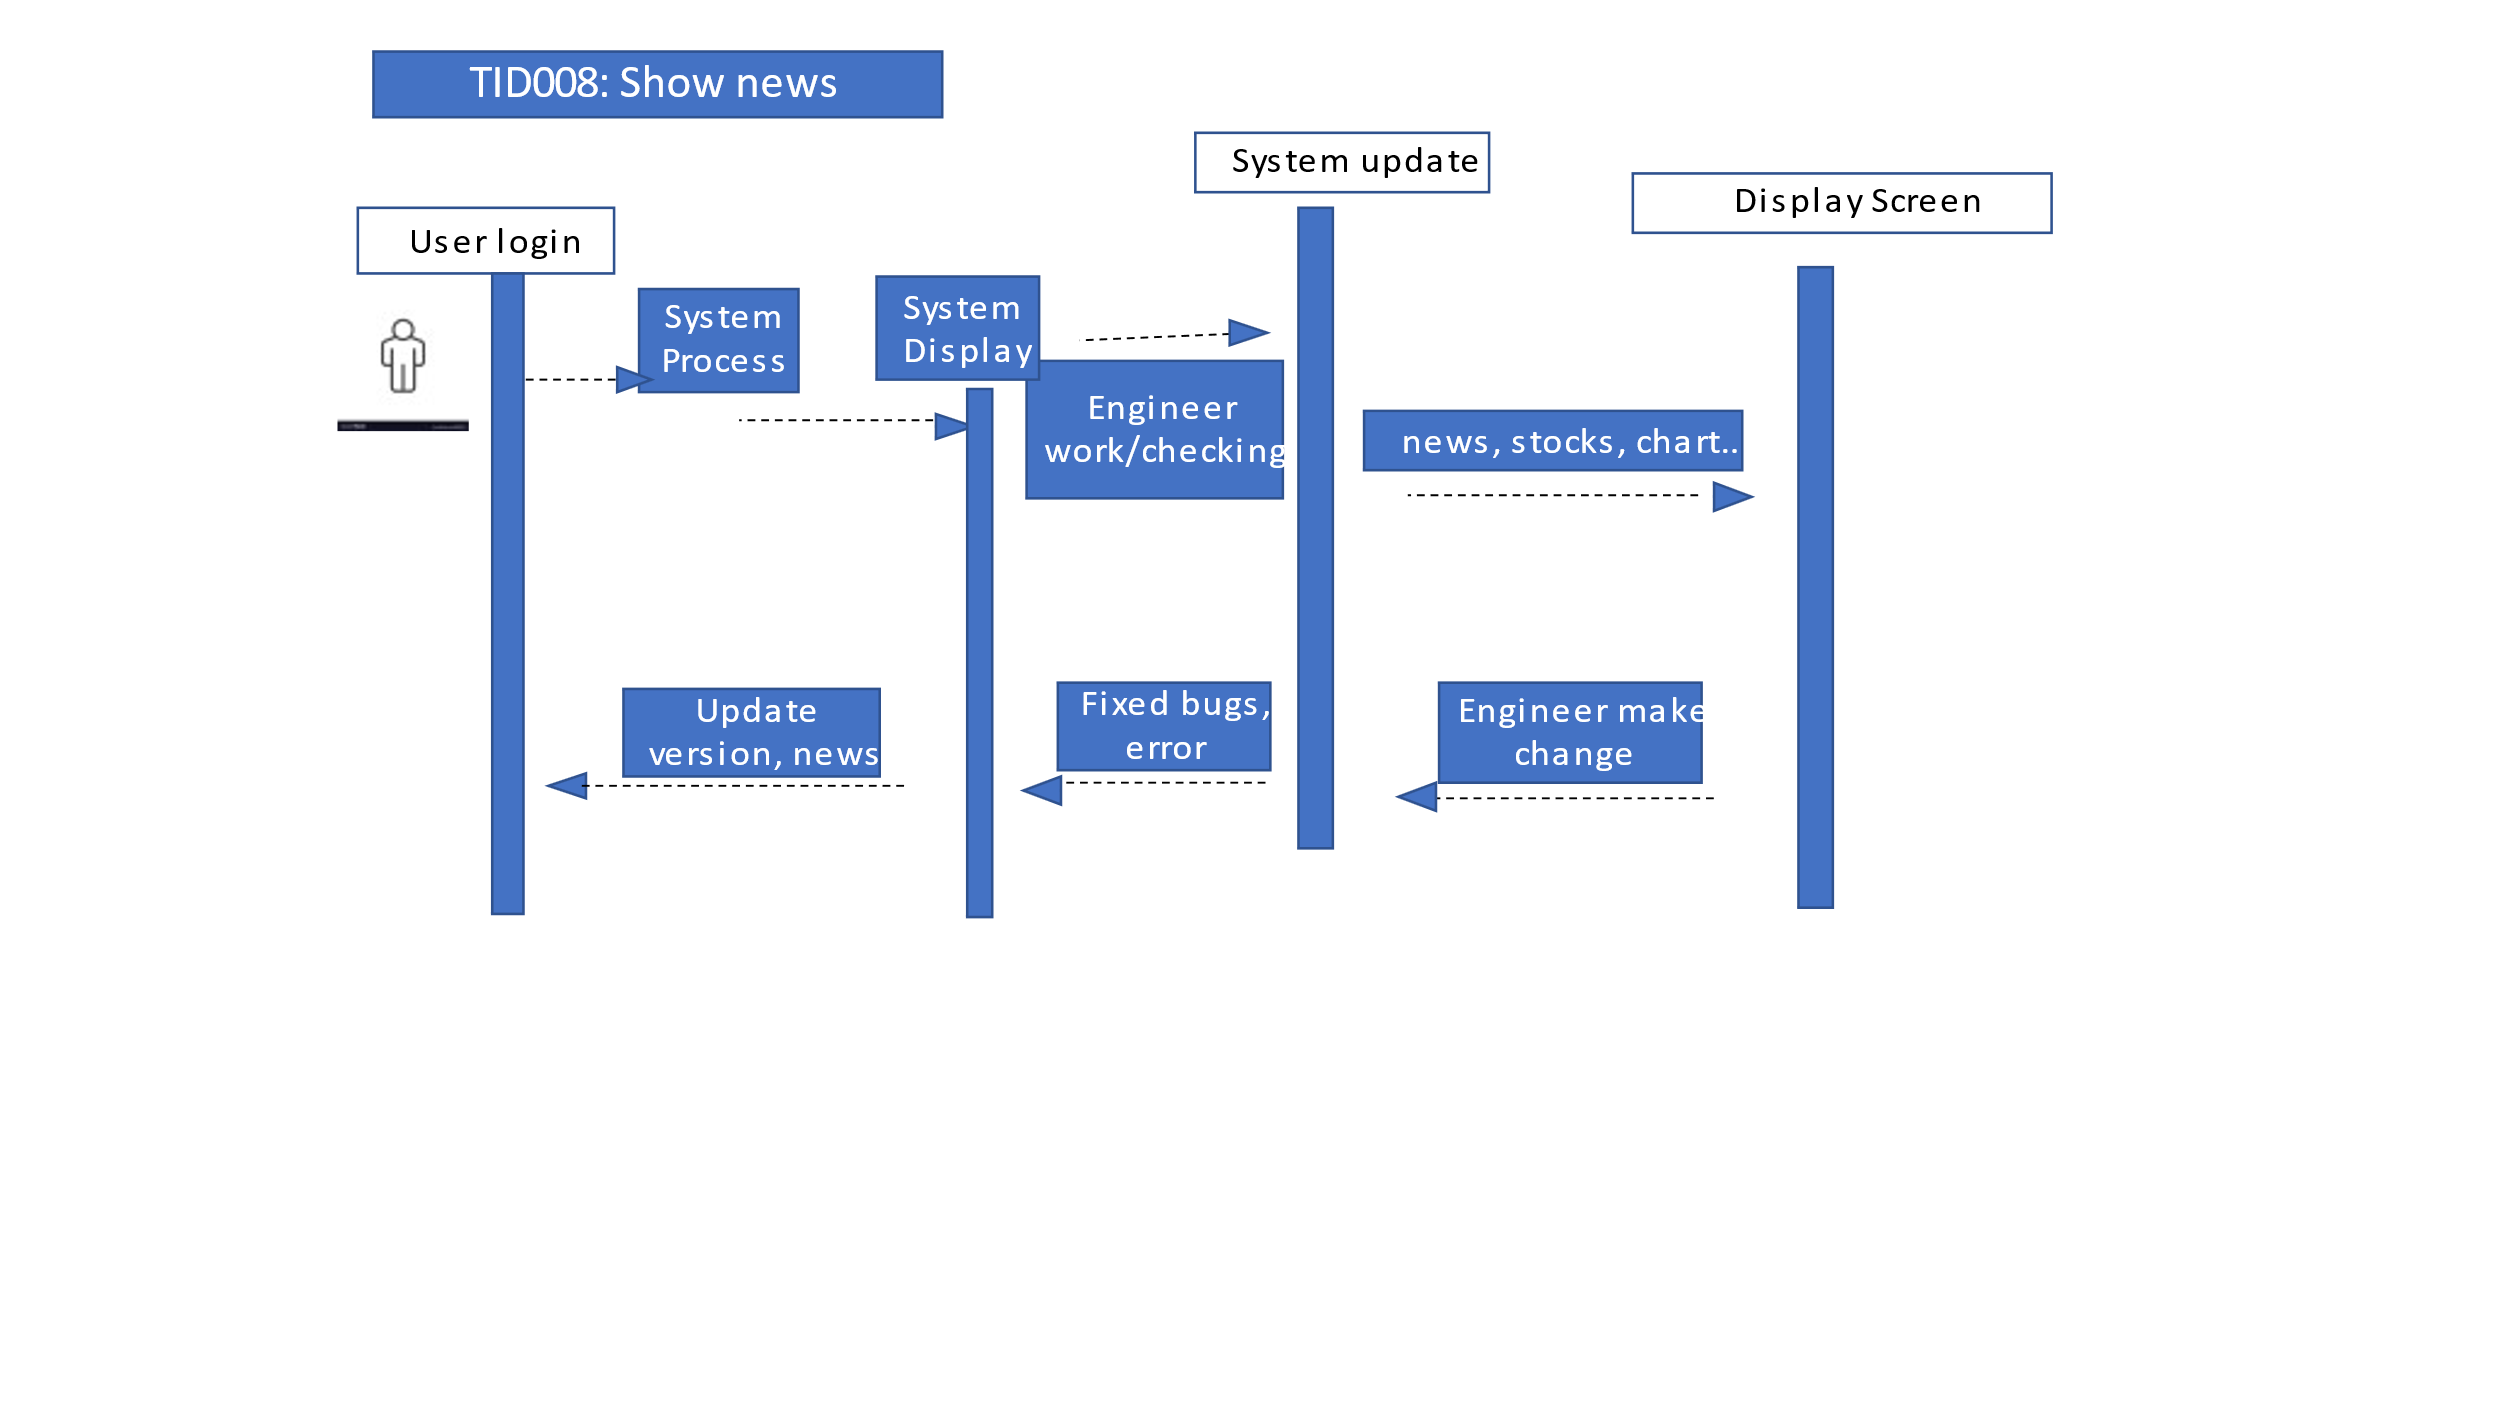 TID008: Show news
System update
Display Screen
User login
System
Process
System
Display
Engineer
work/checking
news, stocks, chart..
Update
version, news
Fixed bugs,
error
Engineer make
change